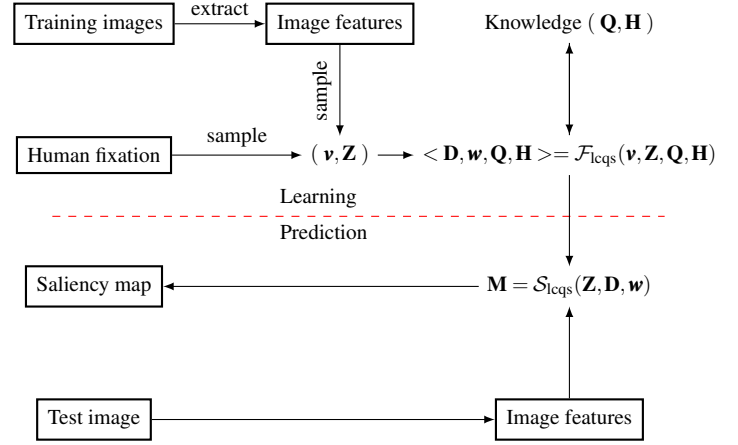 Training images
extract
Image features
Knowledge ( Q, H )
sample
Human fixation
sample
( v, Z )
< D, w, Q, H >= F_lcqs(v, Z, Q, H)
Learning
Prediction
Saliency map
M = S_lcqs(Z, D, w)
Test image
Image features